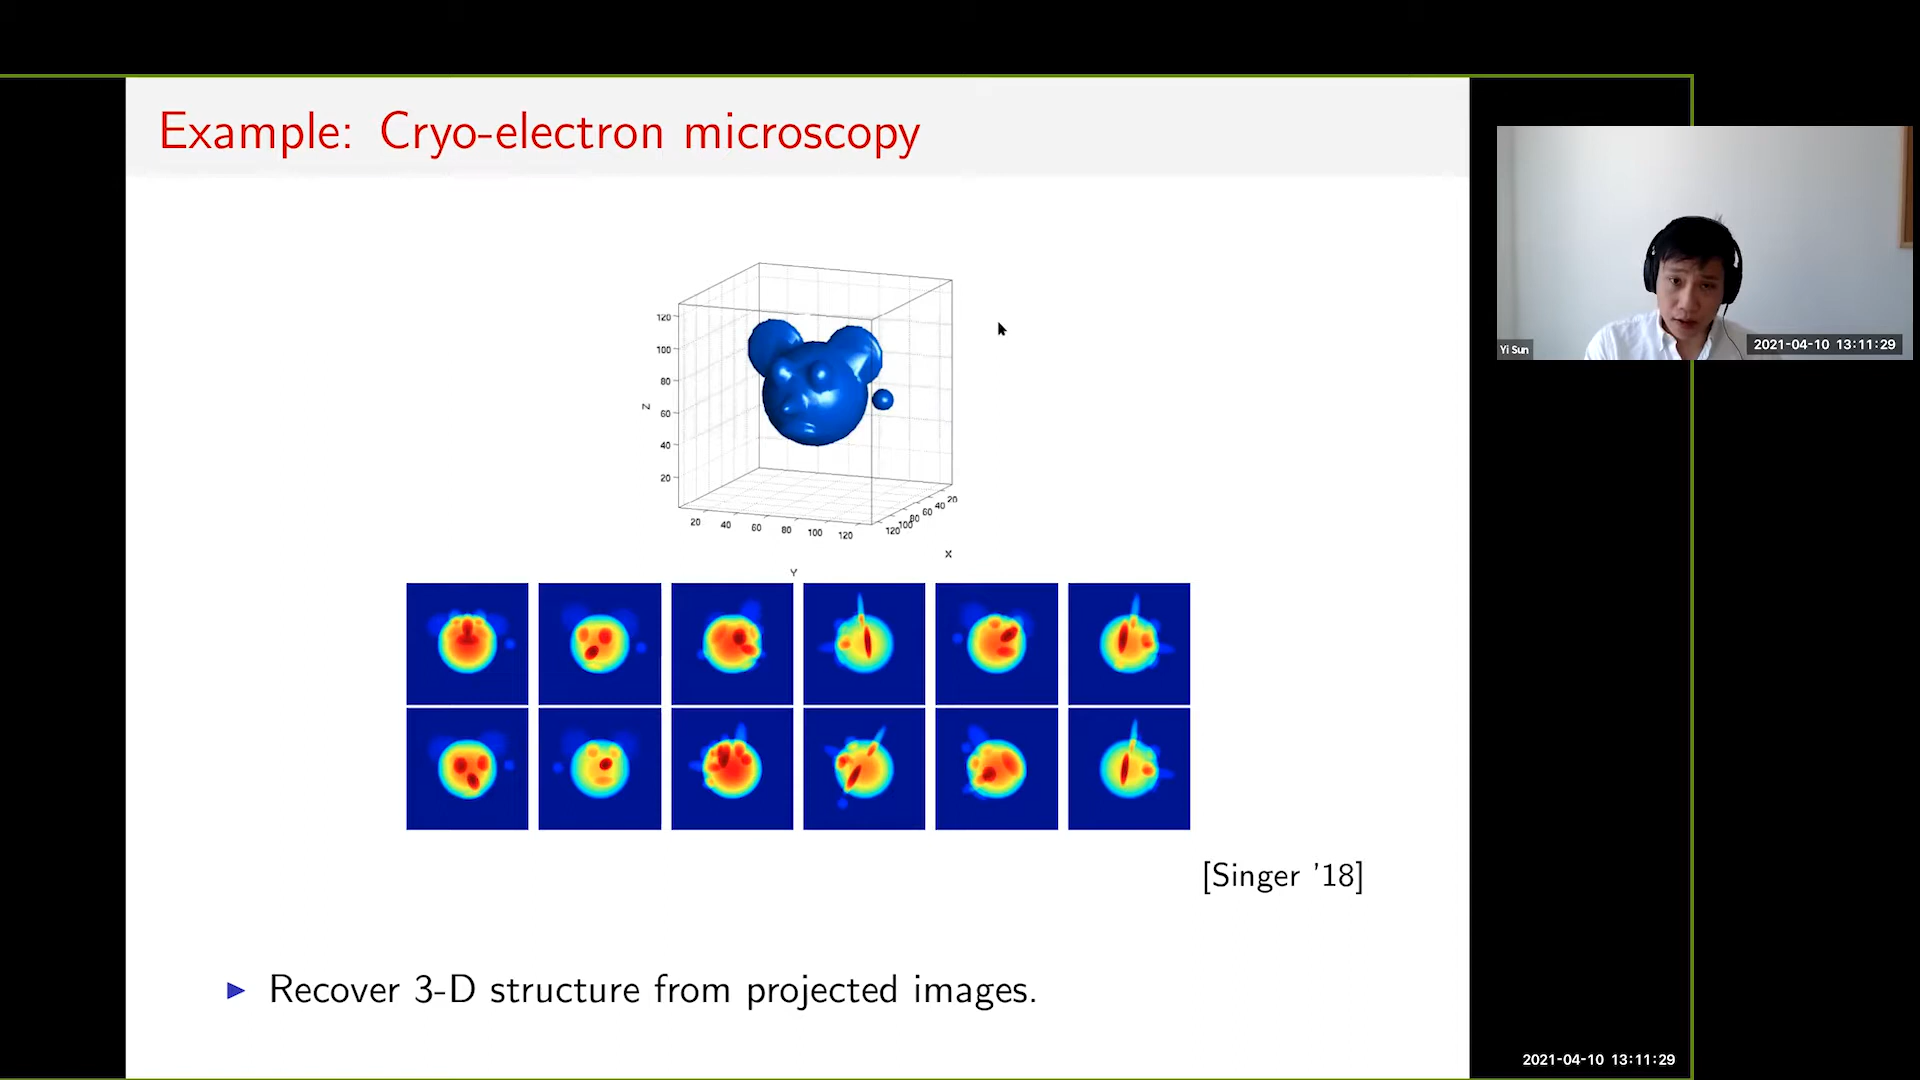 Example: Cryo-electron microscopy
120
100
80
60
40
20
Z
20 40 60 80 100 120
120 100 80 60 40 20
X
Y
[Singer '18]
▶ Recover 3-D structure from projected images.
Yi Sun
2021-04-10 13:11:29
2021-04-10 13:11:29